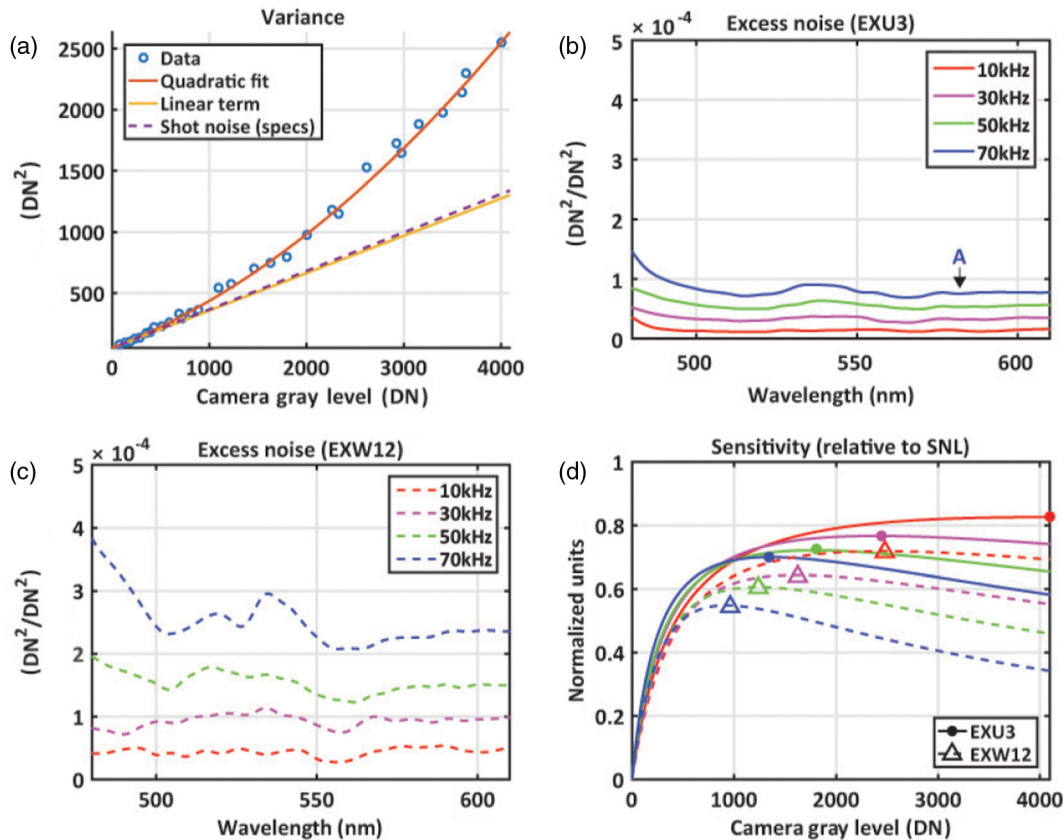 (a)
Variance
(DN²)
2500
2000
1500
1000
500
Data
Quadratic fit
Linear term
Shot noise (specs)
0 1000 2000 3000 4000
Camera gray level (DN)
(b)
× 10⁻⁴
Excess noise (EXU3)
(DN²/DN²)
5
4
3
2
1
0
10kHz
30kHz
50kHz
70kHz
A
500 550 600
Wavelength (nm)
(c)
× 10⁻⁴
Excess noise (EXW12)
(DN²/DN²)
5
4
3
2
1
0
10kHz
30kHz
50kHz
70kHz
500 550 600
Wavelength (nm)
(d)
Sensitivity (relative to SNL)
Normalized units
1
0.8
0.6
0.4
0.2
0
EXU3
EXW12
0 1000 2000 3000 4000
Camera gray level (DN)